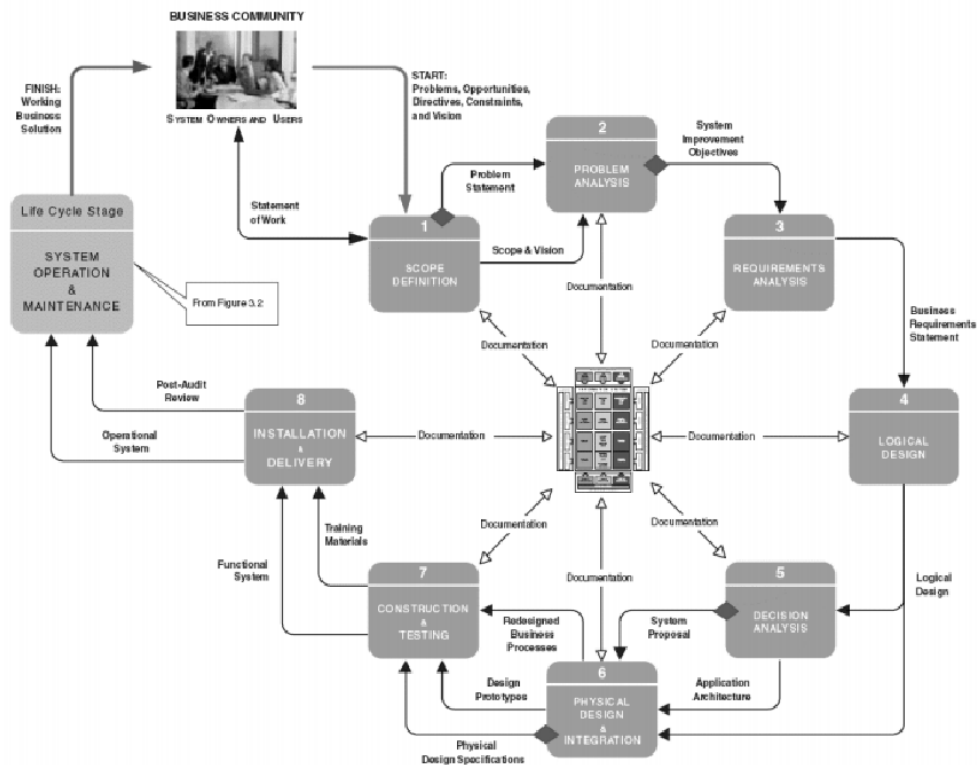 BUSINESS COMMUNITY
SYSTEM OWNERS AND USERS
FINISH:
Working
Business
Solution
START:
Problems, Opportunities,
Directives, Constraints,
and Vision
Statement
of Work
Problem
Statement
2
PROBLEM
ANALYSIS
System
Improvement
Objectives
Life Cycle Stage
SYSTEM
OPERATION
&
MAINTENANCE
From Figure 3.2
1
SCOPE
DEFINITION
Scope & Vision
3
REQUIREMENTS
ANALYSIS
Documentation
Documentation
Documentation
Business
Requirements
Statement
Post-Audit
Review
Operational
System
8
INSTALLATION
&
DELIVERY
Documentation
Documentation
4
LOGICAL
DESIGN
Training
Materials
Functional
System
Documentation
Documentation
Documentation
7
CONSTRUCTION
&
TESTING
Redesigned
Business
Processes
System
Proposal
5
DECISION
ANALYSIS
Logical
Design
Design
Prototypes
6
PHYSICAL
DESIGN
&
INTEGRATION
Application
Architecture
Physical
Design Specifications